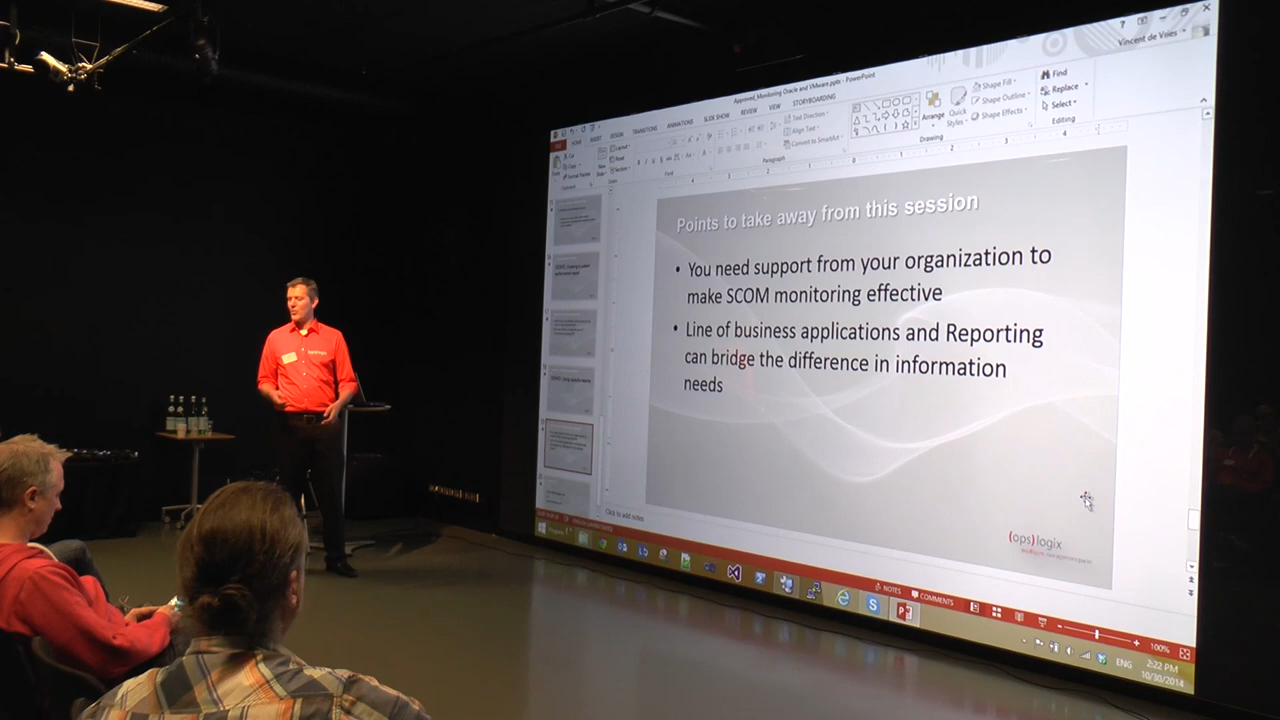 Vincent de Vries
Approved_Monitoring Oracle and VMware.pptx - PowerPoint
HOME
INSERT
DESIGN
TRANSITIONS
ANIMATIONS
SLIDE SHOW
REVIEW
VIEW
STORYBOARDING
Text Direction
Align Text
Convert to SmartArt
Paragraph
Arrange
Quick
Styles
Shape Fill
Shape Outline
Shape Effects
Drawing
Find
Replace
Select
Editing
Points to take away from this session
• You need support from your organization to
make SCOM monitoring effective
• Line of business applications and Reporting
can bridge the difference in information
needs
(ops)logix
Click to add notes
NOTES
COMMENTS
100%
ENG
2:22 PM
10/30/2014